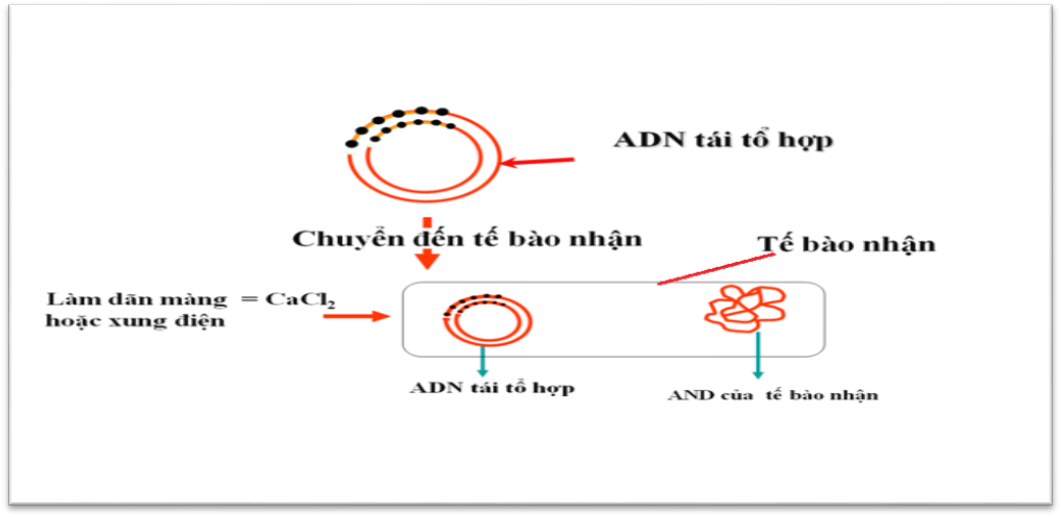 ADN tái tổ hợp
Chuyển đến tế bào nhận
Tế bào nhận
Làm dãn màng = CaCl₂
hoặc xung điện
ADN tái tổ hợp
AND của tế bào nhận